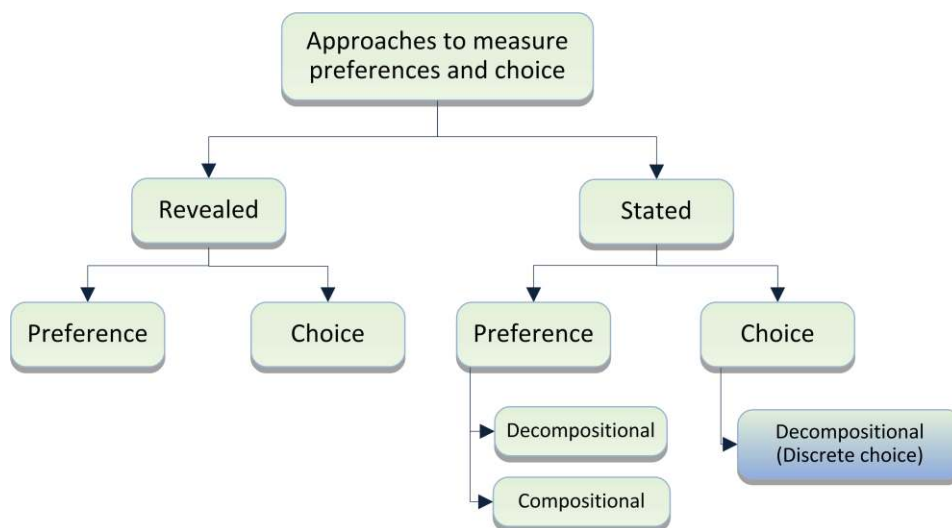 Approaches to measure
preferences and choice
Revealed
Stated
Preference
Choice
Preference
Choice
Decompositional
Decompositional
(Discrete choice)
Compositional